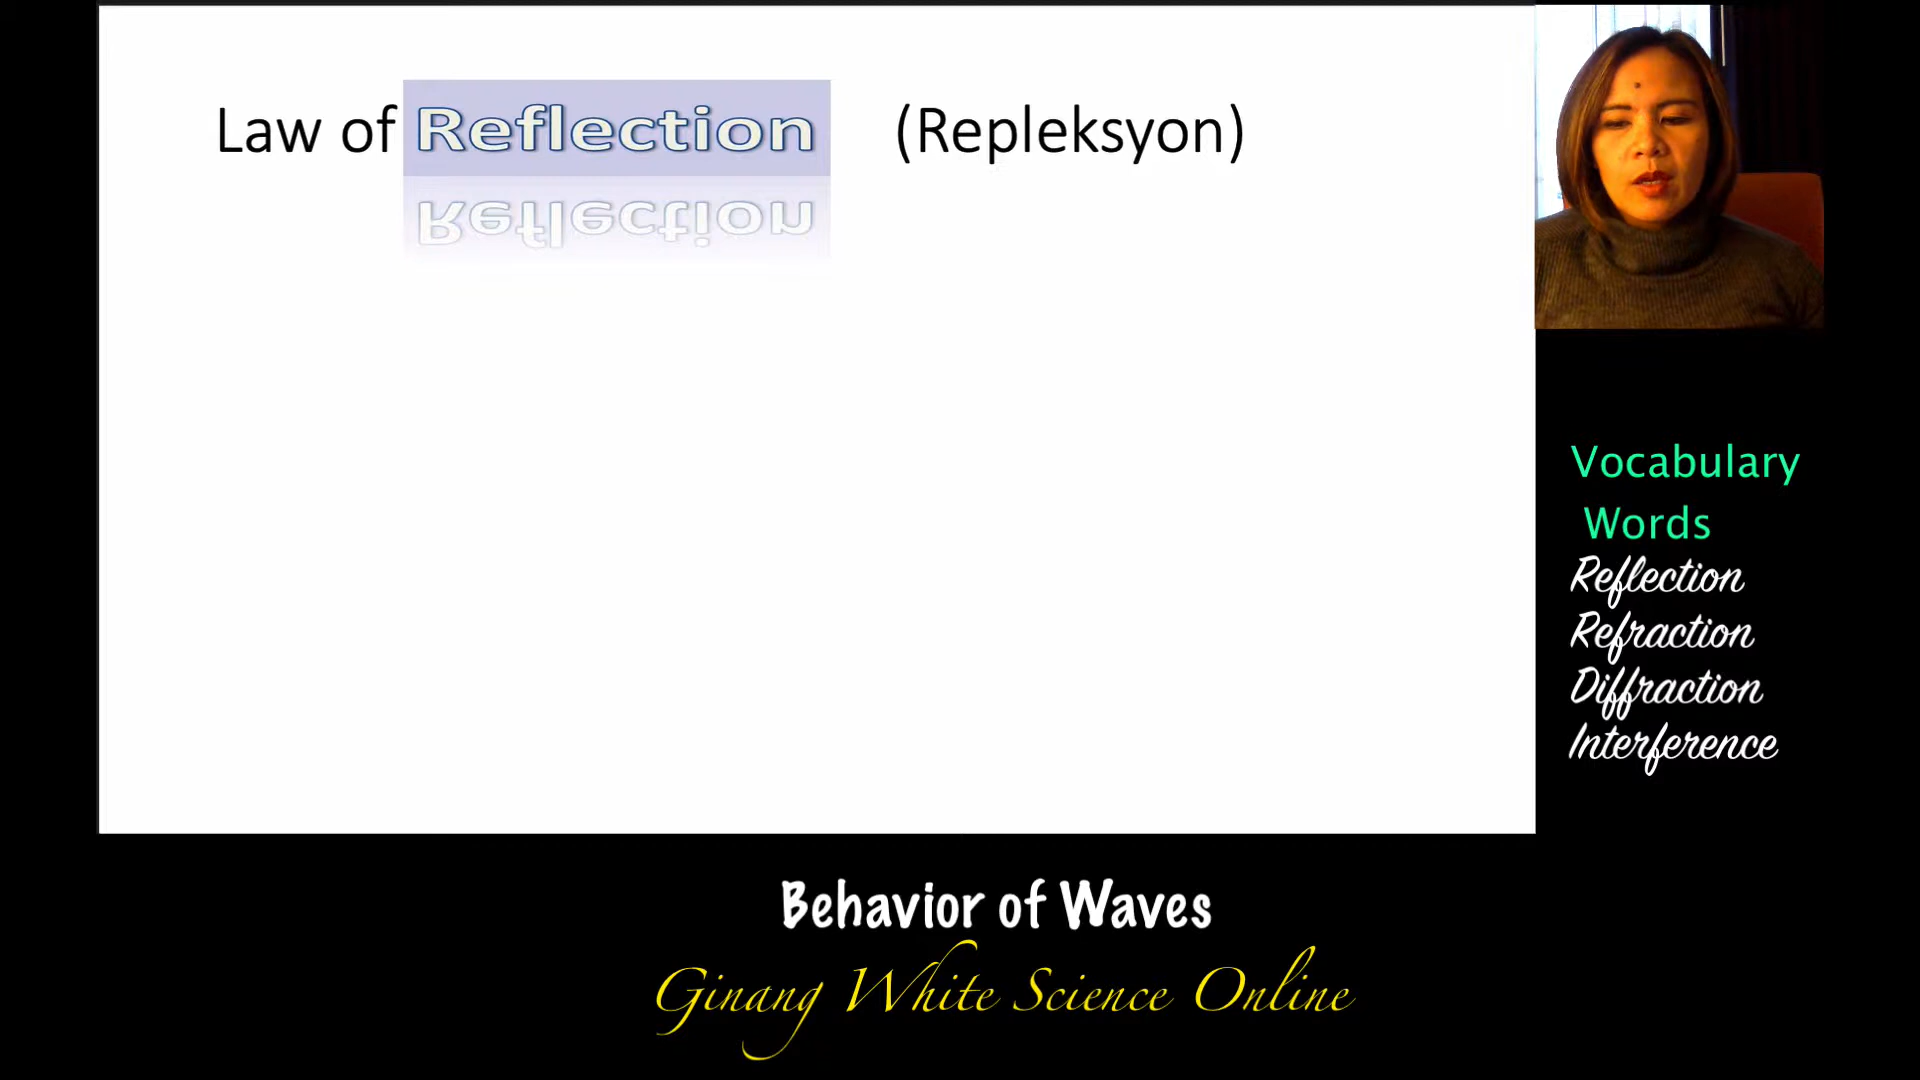 Law of Reflection (Repleksyon)
Reflection
Vocabulary
Words
Reflection
Refraction
Diffraction
Interference
Behavior of Waves
Ginang White Science Online